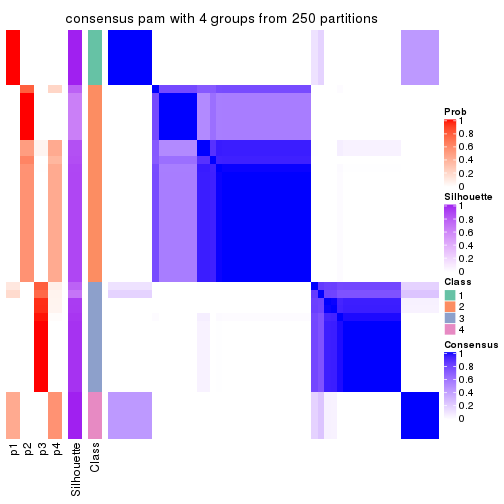 consensus pam with 4 groups from 250 partitions
Prob
1
0.8
0.6
0.4
0.2
0
Silhouette
1
0.8
0.6
0.4
0.2
0
Class
1
2
3
4
Consensus
1
0.8
0.6
0.4
0.2
0
p1
p2
p3
p4
Silhouette
Class